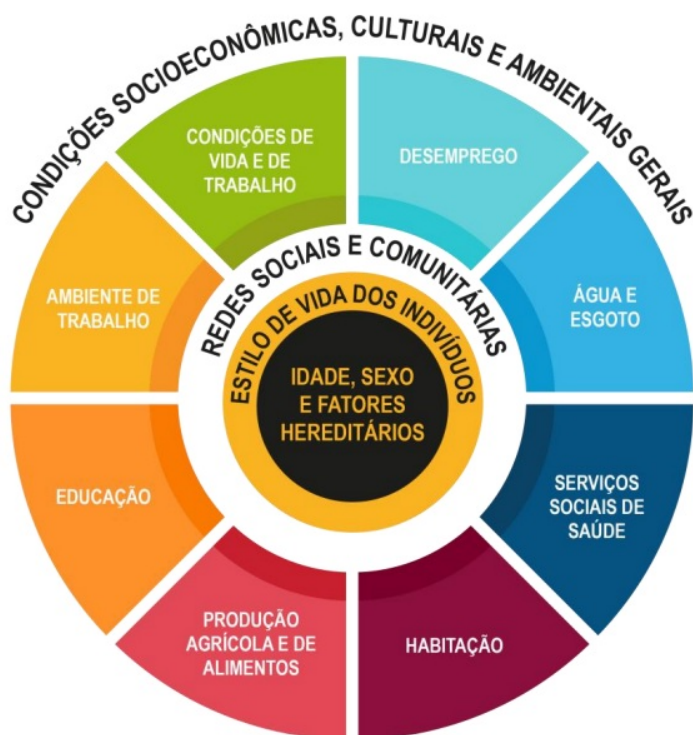 CONDIÇÕES SOCIOECONÔMICAS, CULTURAIS E AMBIENTAIS GERAIS
CONDIÇÕES DE
VIDA E DE
TRABALHO
DESEMPREGO
AMBIENTE DE
TRABALHO
ÁGUA E
ESGOTO
REDES SOCIAIS E COMUNITÁRIAS
ESTILO DE VIDA DOS INDIVÍDUOS
IDADE, SEXO
E FATORES
HEREDITÁRIOS
EDUCAÇÃO
SERVIÇOS
SOCIAIS DE
SAÚDE
PRODUÇÃO
AGRÍCOLA E DE
ALIMENTOS
HABITAÇÃO